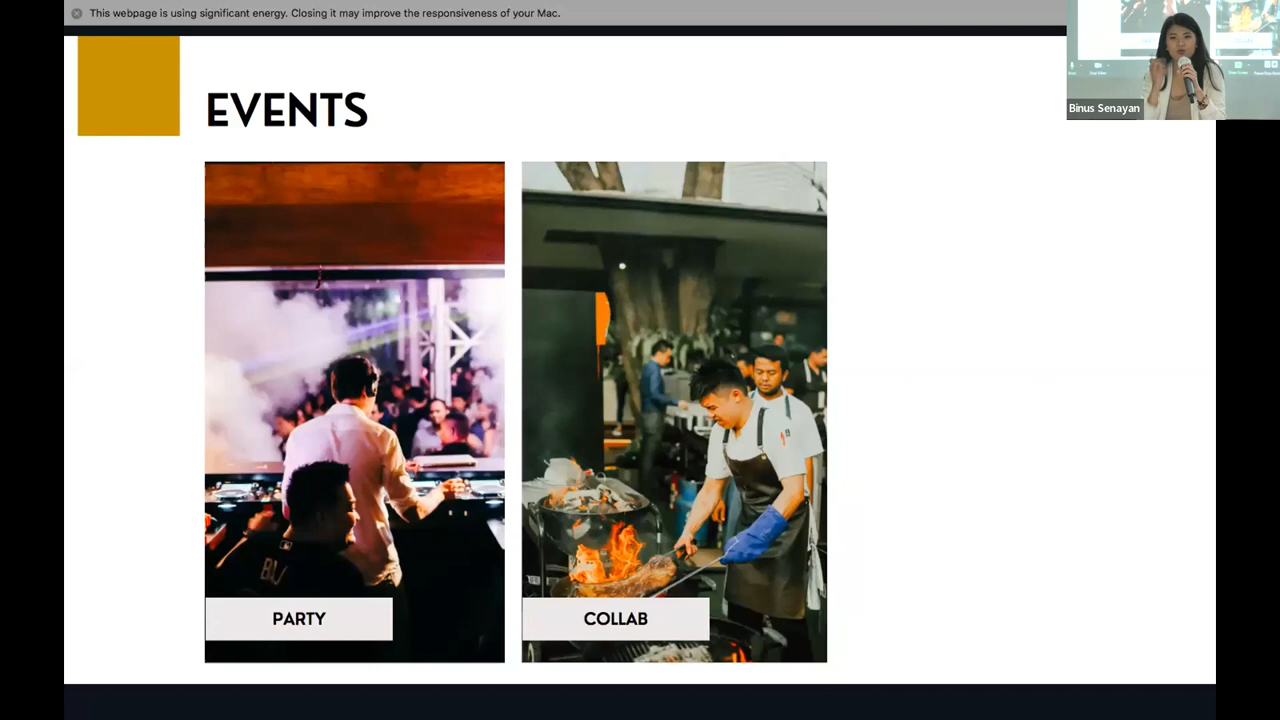 This webpage is using significant energy. Closing it may improve the responsiveness of your Mac.
EVENTS
Binus Senayan
PARTY
COLLAB